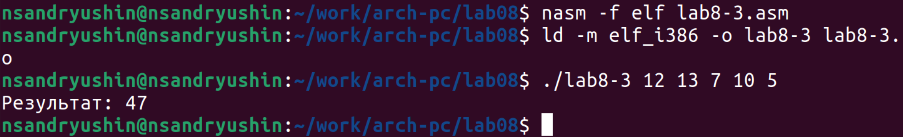 nsandryushin@nsandryushin:~/work/arch-pc/lab08$ nasm -f elf lab8-3.asm
nsandryushin@nsandryushin:~/work/arch-pc/lab08$ ld -m elf_i386 -o lab8-3 lab8-3.
o
nsandryushin@nsandryushin:~/work/arch-pc/lab08$ ./lab8-3 12 13 7 10 5
Результат: 47
nsandryushin@nsandryushin:~/work/arch-pc/lab08$